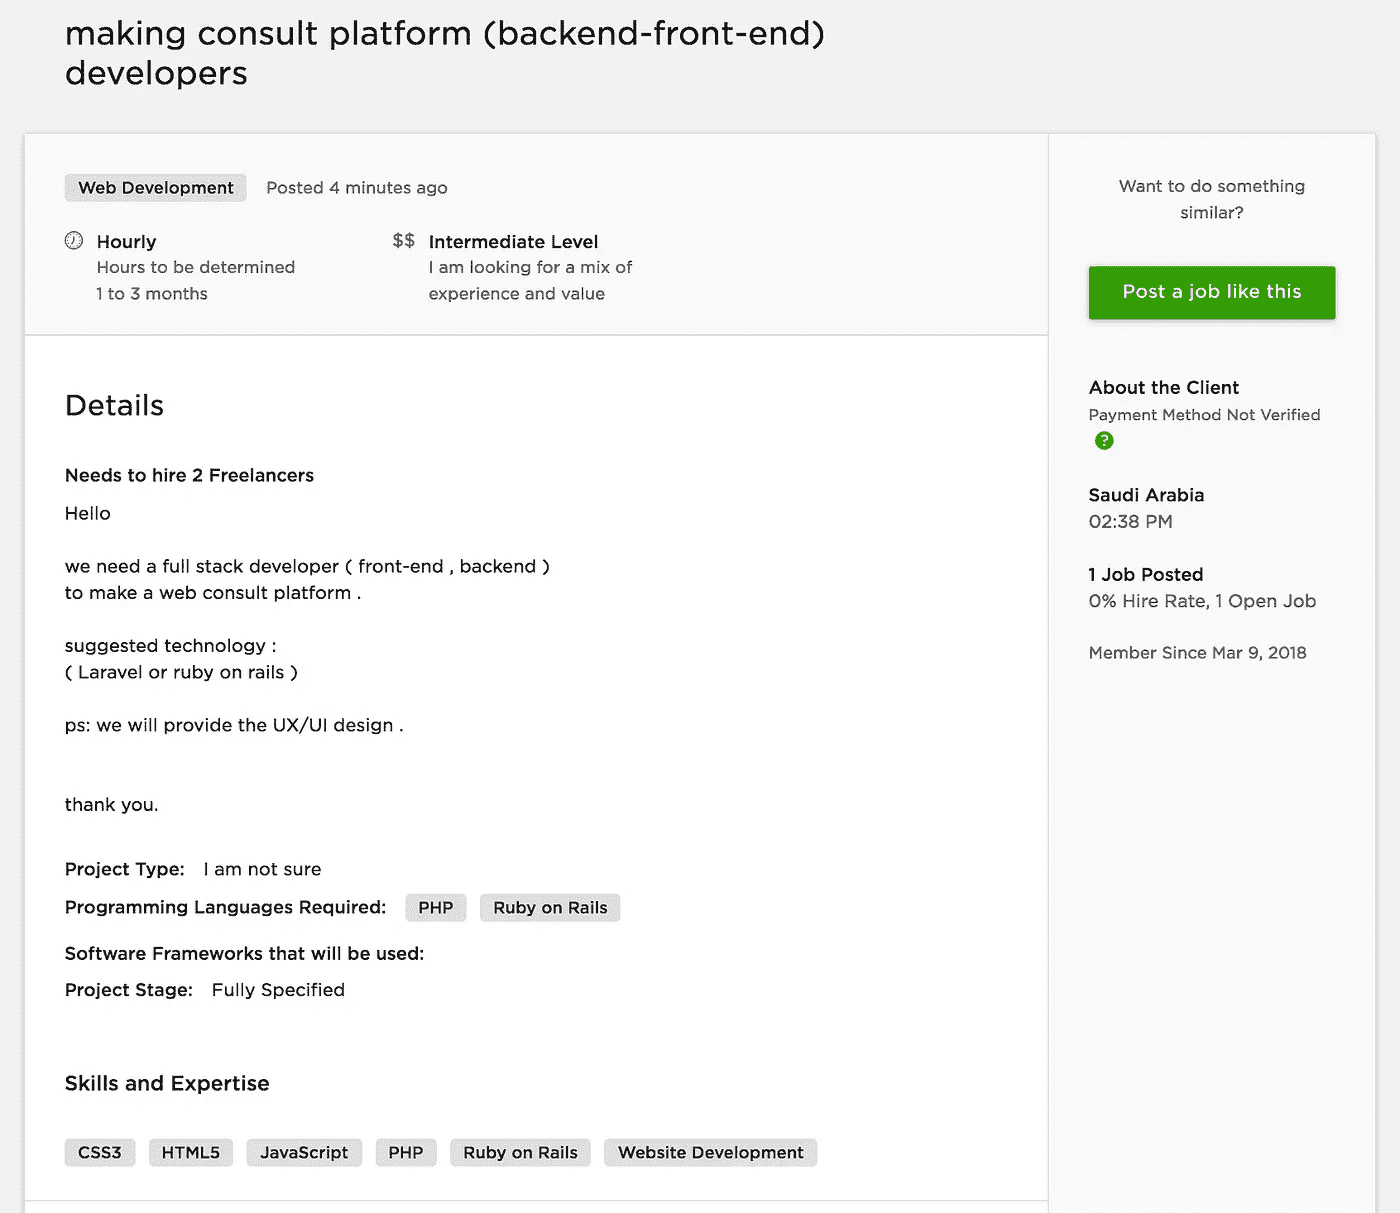 making consult platform (backend-front-end)
developers
Web Development Posted 4 minutes ago
Hourly
Hours to be determined
1 to 3 months
$$ Intermediate Level
I am looking for a mix of
experience and value
Details
Needs to hire 2 Freelancers
Hello
we need a full stack developer ( front-end , backend )
to make a web consult platform .
suggested technology :
( Laravel or ruby on rails )
ps: we will provide the UX/UI design .
thank you.
Project Type: I am not sure
Programming Languages Required: PHP Ruby on Rails
Software Frameworks that will be used:
Project Stage: Fully Specified
Skills and Expertise
CSS3 HTML5 JavaScript PHP Ruby on Rails Website Development
Want to do something
similar?
Post a job like this
About the Client
Payment Method Not Verified
?
Saudi Arabia
02:38 PM
1 Job Posted
0% Hire Rate, 1 Open Job
Member Since Mar 9, 2018